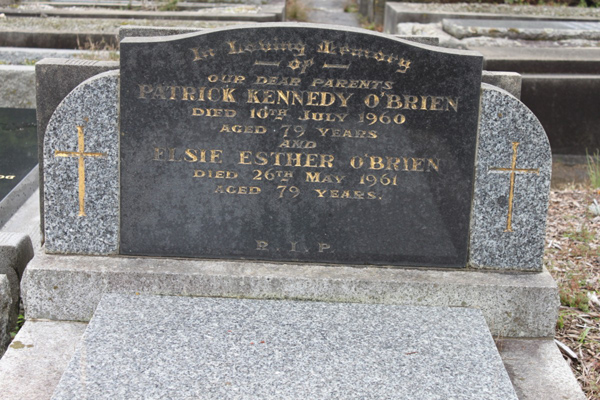 In Loving Memory
OF
OUR DEAR PARENTS
PATRICK KENNEDY O'BRIEN
DIED 10TH JULY 1960
AGED 79 YEARS
AND
ELSIE ESTHER O'BRIEN
DIED 26TH MAY 1961
AGED 79 YEARS.
R. I. P.